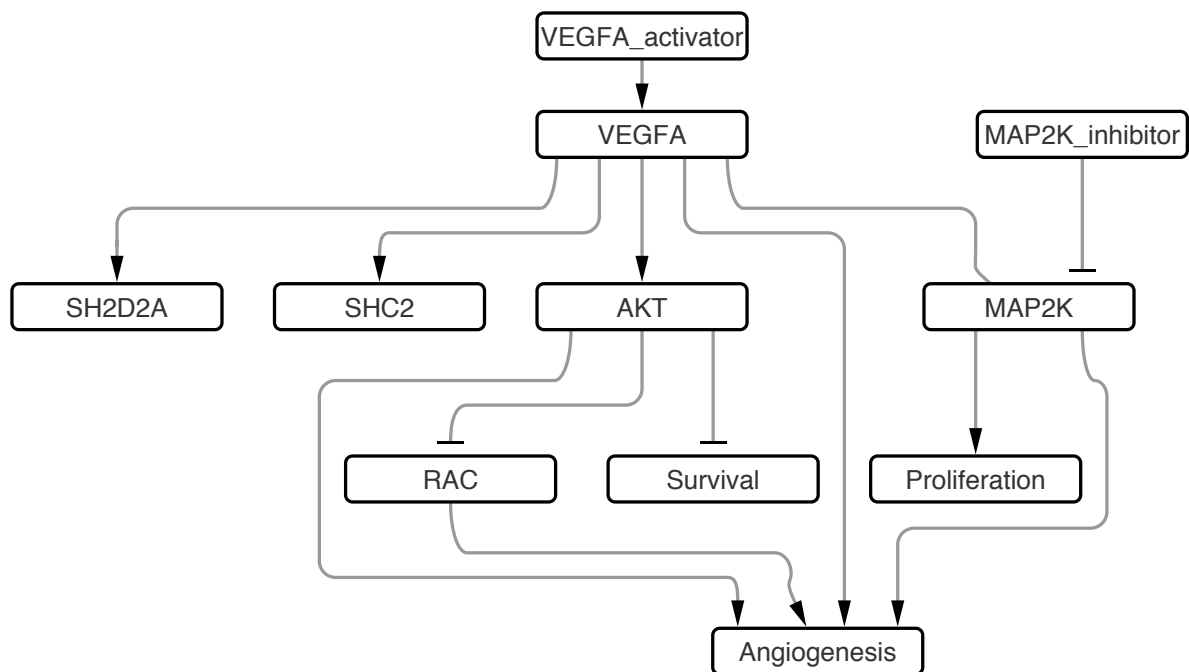 VEGFA_activator
VEGFA
MAP2K_inhibitor
SH2D2A
SHC2
AKT
MAP2K
RAC
Survival
Proliferation
Angiogenesis